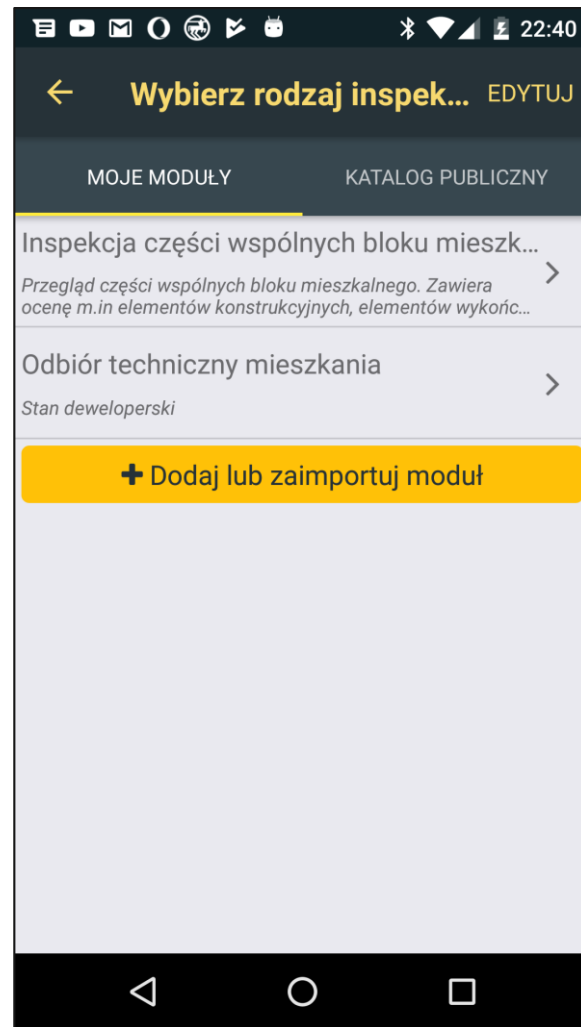 22:40
Wybierz rodzaj inspek... EDYTUJ
MOJE MODUŁY KATALOG PUBLICZNY
Inspekcja części wspólnych bloku mieszk...
Przegląd części wspólnych bloku mieszkalnego. Zawiera
ocenę m.in elementów konstrukcyjnych, elementów wykońc...
Odbiór techniczny mieszkania
Stan deweloperski
+ Dodaj lub zaimportuj moduł